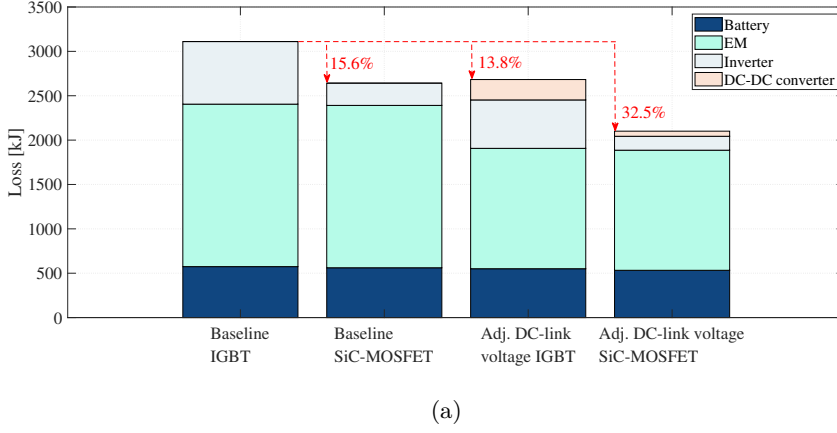 3500
3000
2500
2000
1500
1000
500
0
Loss [kJ]
15.6%
13.8%
32.5%
Battery
EM
Inverter
DC-DC converter
Baseline
IGBT
Baseline
SiC-MOSFET
Adj. DC-link
voltage IGBT
Adj. DC-link voltage
SiC-MOSFET
(a)